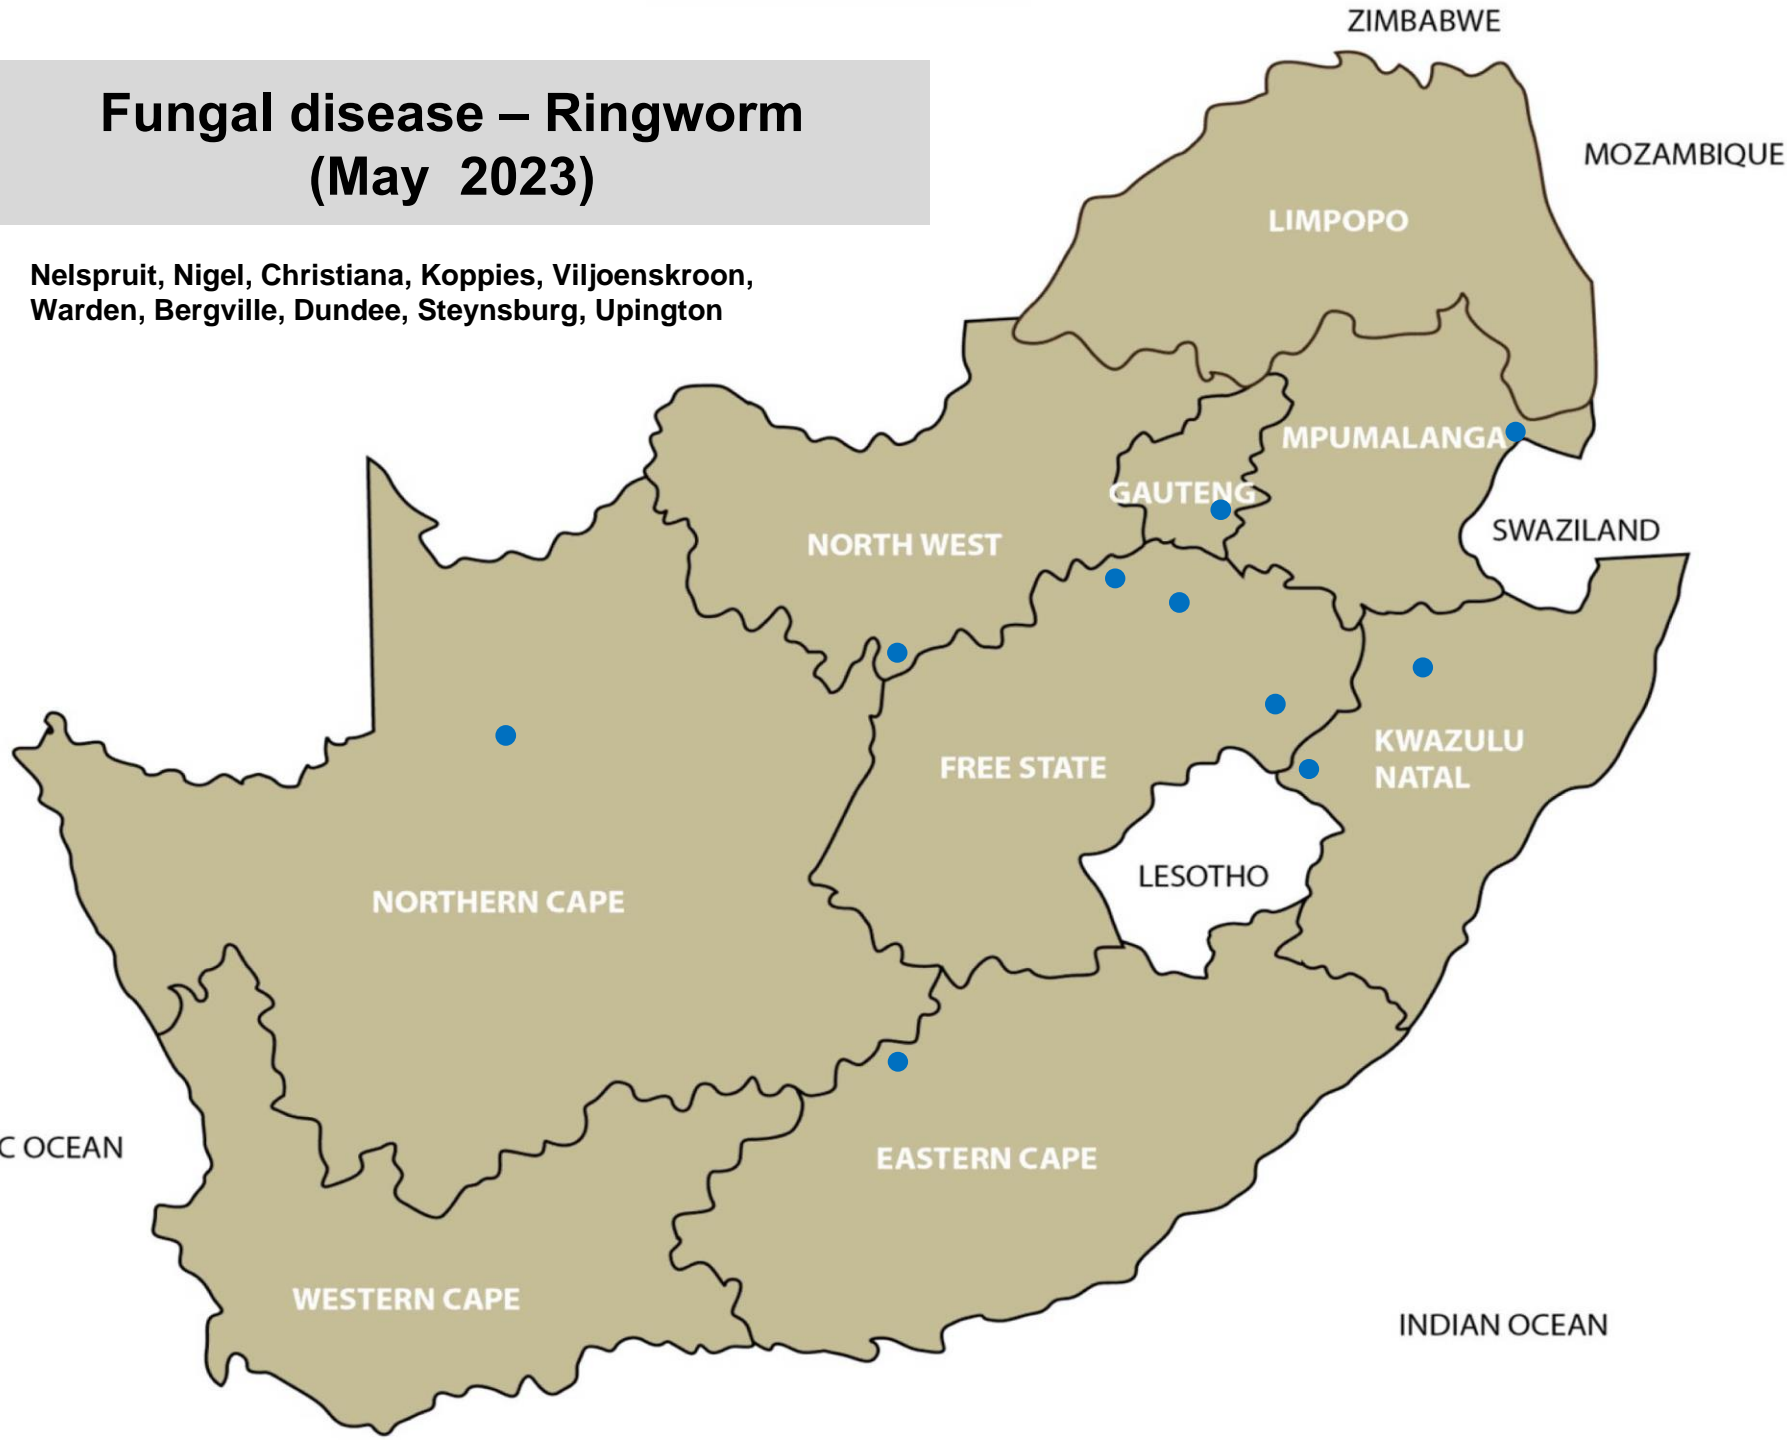 ZIMBABWE
Fungal disease – Ringworm
(May 2023)
MOZAMBIQUE
LIMPOPO
Nelspruit, Nigel, Christiana, Koppies, Viljoenskroon,
Warden, Bergville, Dundee, Steynsburg, Upington
MPUMALANGA
GAUTENG
NORTH WEST
SWAZILAND
KWAZULU
NATAL
FREE STATE
LESOTHO
NORTHERN CAPE
C OCEAN
EASTERN CAPE
WESTERN CAPE
INDIAN OCEAN